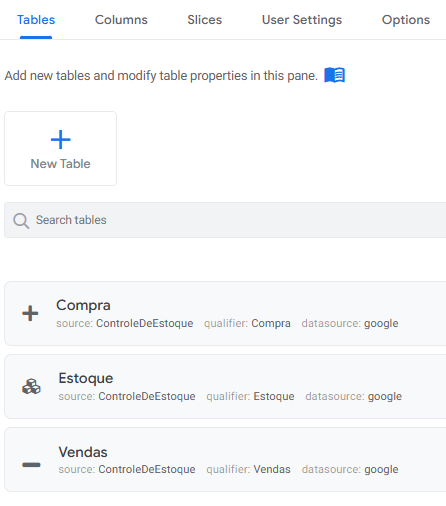 Tables Columns Slices User Settings Options
Add new tables and modify table properties in this pane.
New Table
Search tables
Compra
source: ControleDeEstoque qualifier: Compra datasource: google
Estoque
source: ControleDeEstoque qualifier: Estoque datasource: google
Vendas
source: ControleDeEstoque qualifier: Vendas datasource: google